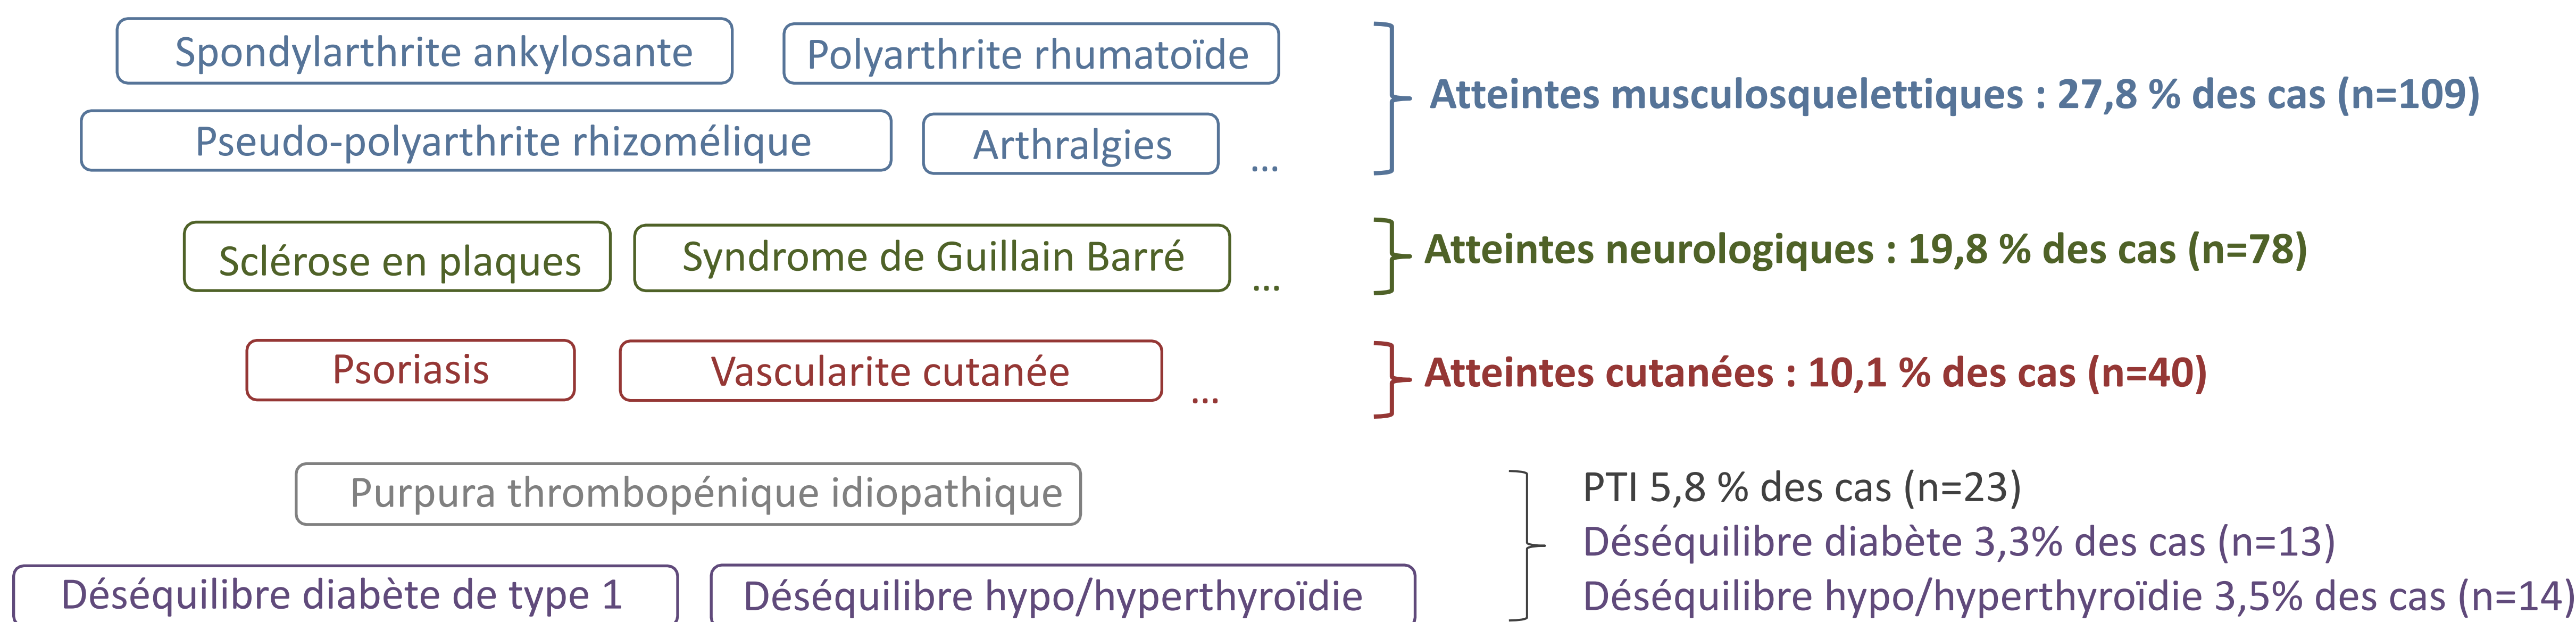 Spondylarthrite ankylosante
Polyarthrite rhumatoïde
Pseudo-polyarthrite rhizomélique
Arthralgies
...
Atteintes musculosquelettiques : 27,8 % des cas (n=109)
Sclérose en plaques
Syndrome de Guillain Barré
...
Atteintes neurologiques : 19,8 % des cas (n=78)
Psoriasis
Vascularite cutanée
...
Atteintes cutanées : 10,1 % des cas (n=40)
Purpura thrombopénique idiopathique
Déséquilibre diabète de type 1
Déséquilibre hypo/hyperthyroïdie
PTI 5,8 % des cas (n=23)
Déséquilibre diabète 3,3% des cas (n=13)
Déséquilibre hypo/hyperthyroïdie 3,5% des cas (n=14)